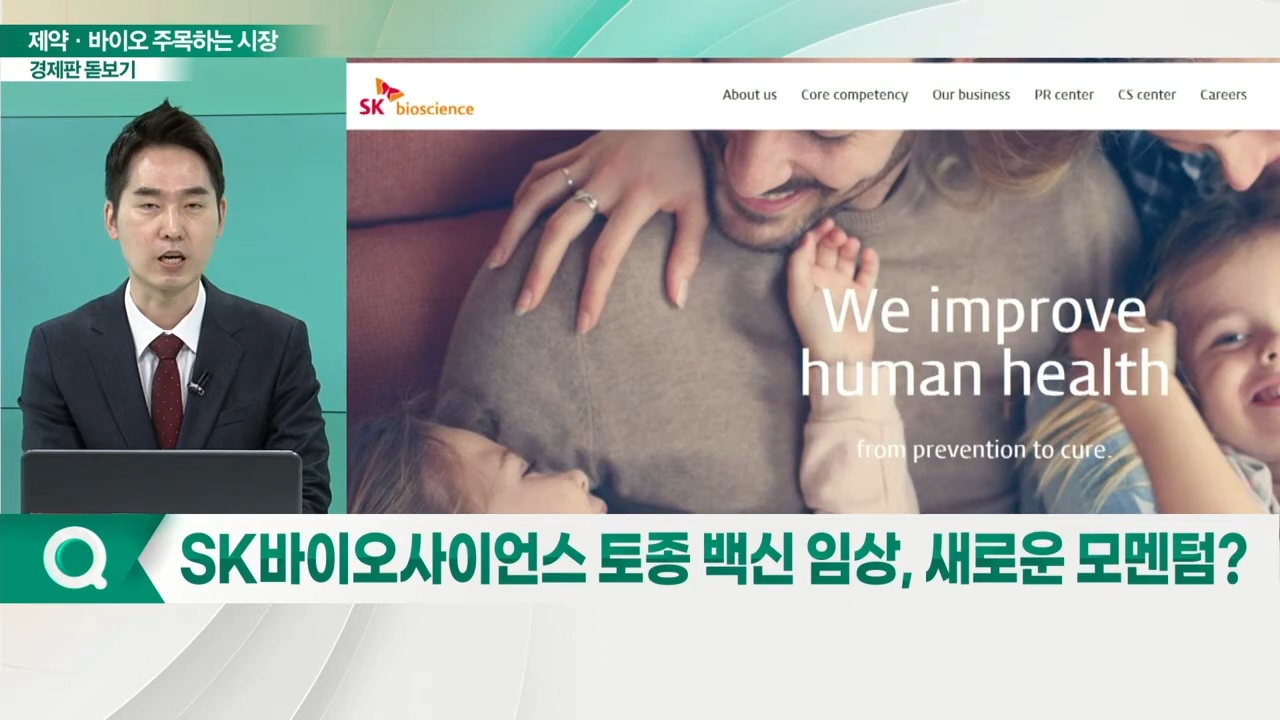 제약 · 바이오 주목하는 시장
경제판 돋보기
SK bioscience
About us Core competency Our business PR center CS center Careers
We improve
human health
from prevention to cure.
Q SK바이오사이언스 토종 백신 임상, 새로운 모멘텀?